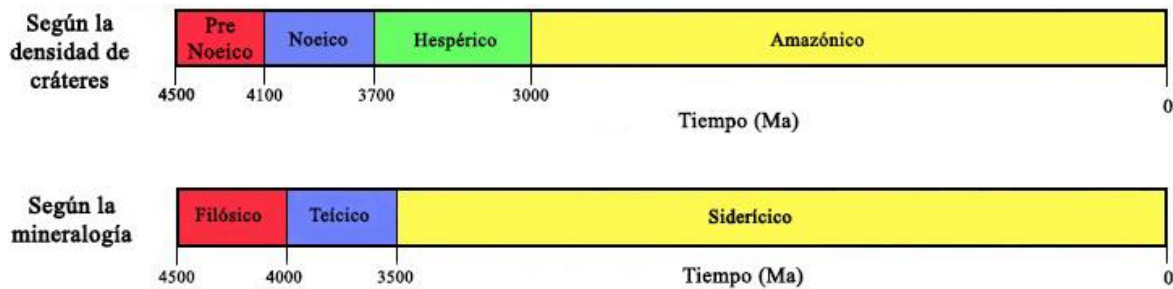 Según la
densidad de
cráteres
Pre
Noeico
Noeico
Hespérico
Amazónico
4500
4100
3700
3000
0
Tiempo (Ma)
Según la
mineralogía
Filósico
Teícico
Siderícico
4500
4000
3500
Tiempo (Ma)
0